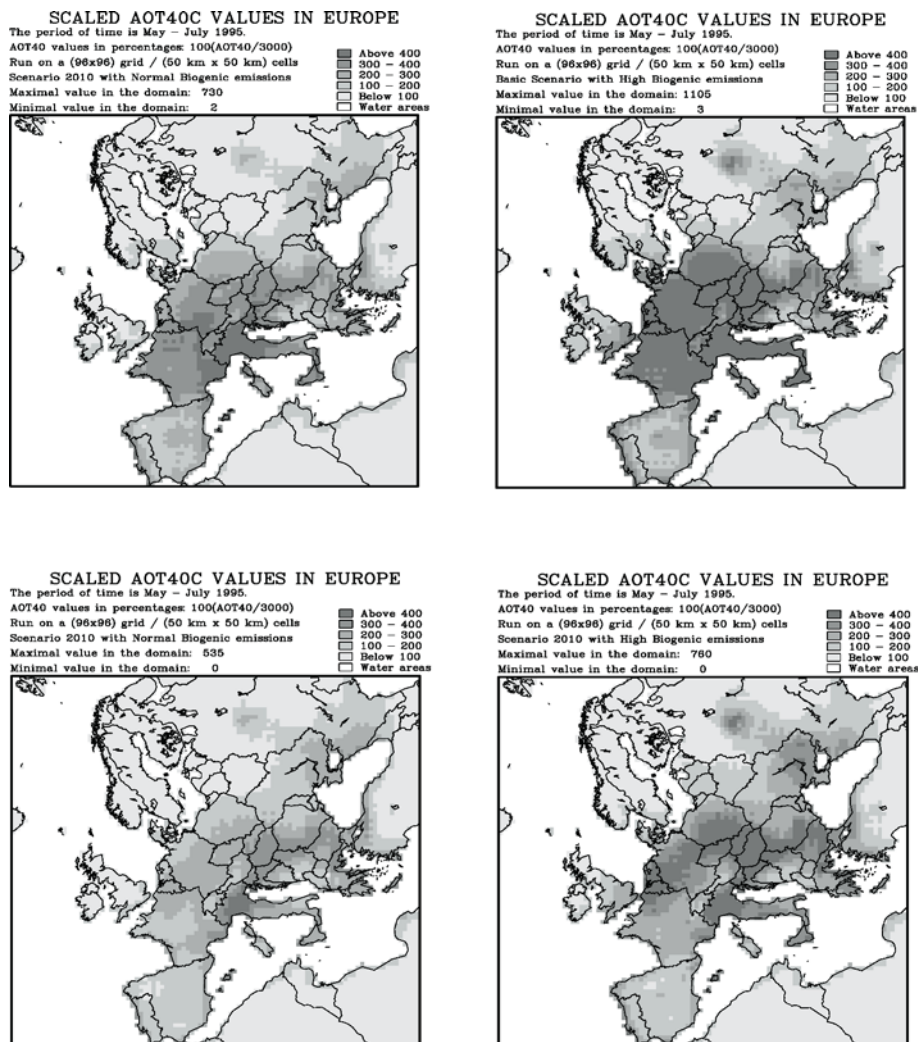 SCALED AOT40C VALUES IN EUROPE
The period of time is May – July 1995.
AOT40 values in percentages: 100(AOT40/3000)
Run on a (96x96) grid / (50 km x 50 km) cells
Scenario 2010 with Normal Biogenic emissions
Maximal value in the domain: 730
Minimal value in the domain: 2
Above 400
300 – 400
200 – 300
100 – 200
Below 100
Water areas
SCALED AOT40C VALUES IN EUROPE
The period of time is May – July 1995.
AOT40 values in percentages: 100(AOT40/3000)
Run on a (96x96) grid / (50 km x 50 km) cells
Basic Scenario with High Biogenic emissions
Maximal value in the domain: 1105
Minimal value in the domain: 3
Above 400
300 – 400
200 – 300
100 – 200
Below 100
Water areas
SCALED AOT40C VALUES IN EUROPE
The period of time is May – July 1995.
AOT40 values in percentages: 100(AOT40/3000)
Run on a (96x96) grid / (50 km x 50 km) cells
Scenario 2010 with Normal Biogenic emissions
Maximal value in the domain: 535
Minimal value in the domain: 0
Above 400
300 – 400
200 – 300
100 – 200
Below 100
Water areas
SCALED AOT40C VALUES IN EUROPE
The period of time is May – July 1995.
AOT40 values in percentages: 100(AOT40/3000)
Run on a (96x96) grid / (50 km x 50 km) cells
Scenario 2010 with High Biogenic emissions
Maximal value in the domain: 760
Minimal value in the domain: 0
Above 400
300 – 400
200 – 300
100 – 200
Below 100
Water areas